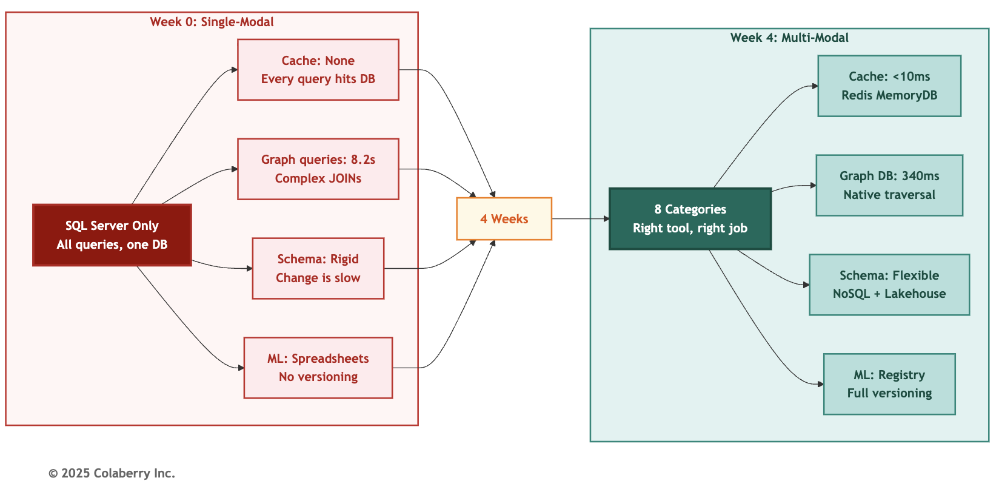 Week 0: Single-Modal
Cache: None
Every query hits DB
Graph queries: 8.2s
Complex JOINs
SQL Server Only
All queries, one DB
Schema: Rigid
Change is slow
ML: Spreadsheets
No versioning
4 Weeks
Week 4: Multi-Modal
Cache: <10ms
Redis MemoryDB
8 Categories
Right tool, right job
Graph DB: 340ms
Native traversal
Schema: Flexible
NoSQL + Lakehouse
ML: Registry
Full versioning
© 2025 Colaberry Inc.